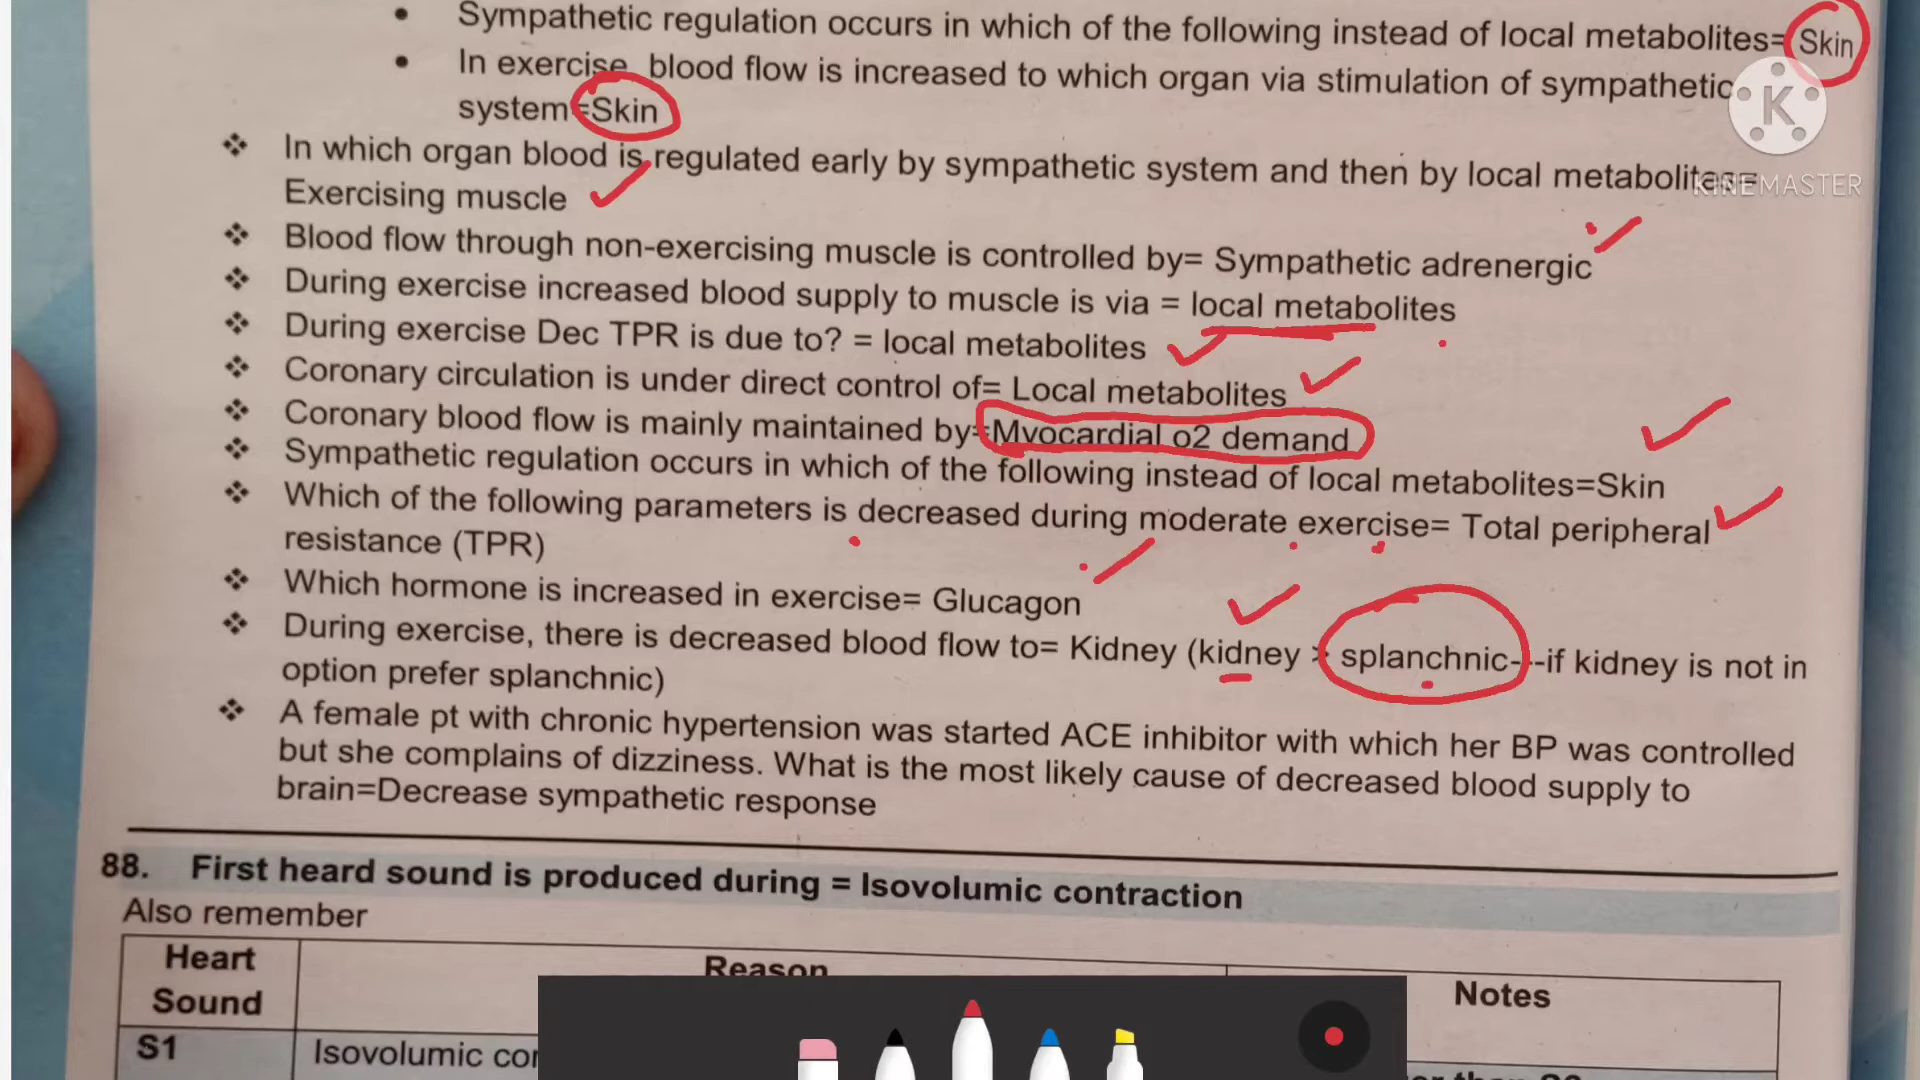 • Sympathetic regulation occurs in which of the following instead of local metabolites= Skin
• In exercise, blood flow is increased to which organ via stimulation of sympathetic
system=Skin
❖ In which organ blood is regulated early by sympathetic system and then by local metabolites=
Exercising muscle
❖ Blood flow through non-exercising muscle is controlled by= Sympathetic adrenergic
❖ During exercise increased blood supply to muscle is via = local metabolites
❖ During exercise Dec TPR is due to? = local metabolites
❖ Coronary circulation is under direct control of= Local metabolites
❖ Coronary blood flow is mainly maintained by=Myocardial o2 demand
❖ Sympathetic regulation occurs in which of the following instead of local metabolites=Skin
❖ Which of the following parameters is decreased during moderate exercise= Total peripheral
resistance (TPR)
❖ Which hormone is increased in exercise= Glucagon
❖ During exercise, there is decreased blood flow to= Kidney (kidney > splanchnic---if kidney is not in
option prefer splanchnic)
❖ A female pt with chronic hypertension was started ACE inhibitor with which her BP was controlled
but she complains of dizziness. What is the most likely cause of decreased blood supply to
brain=Decrease sympathetic response
88. First heard sound is produced during = Isovolumic contraction
Also remember
Heart Sound
Reason
Notes
S1
Isovolumic
K
KINEMASTER